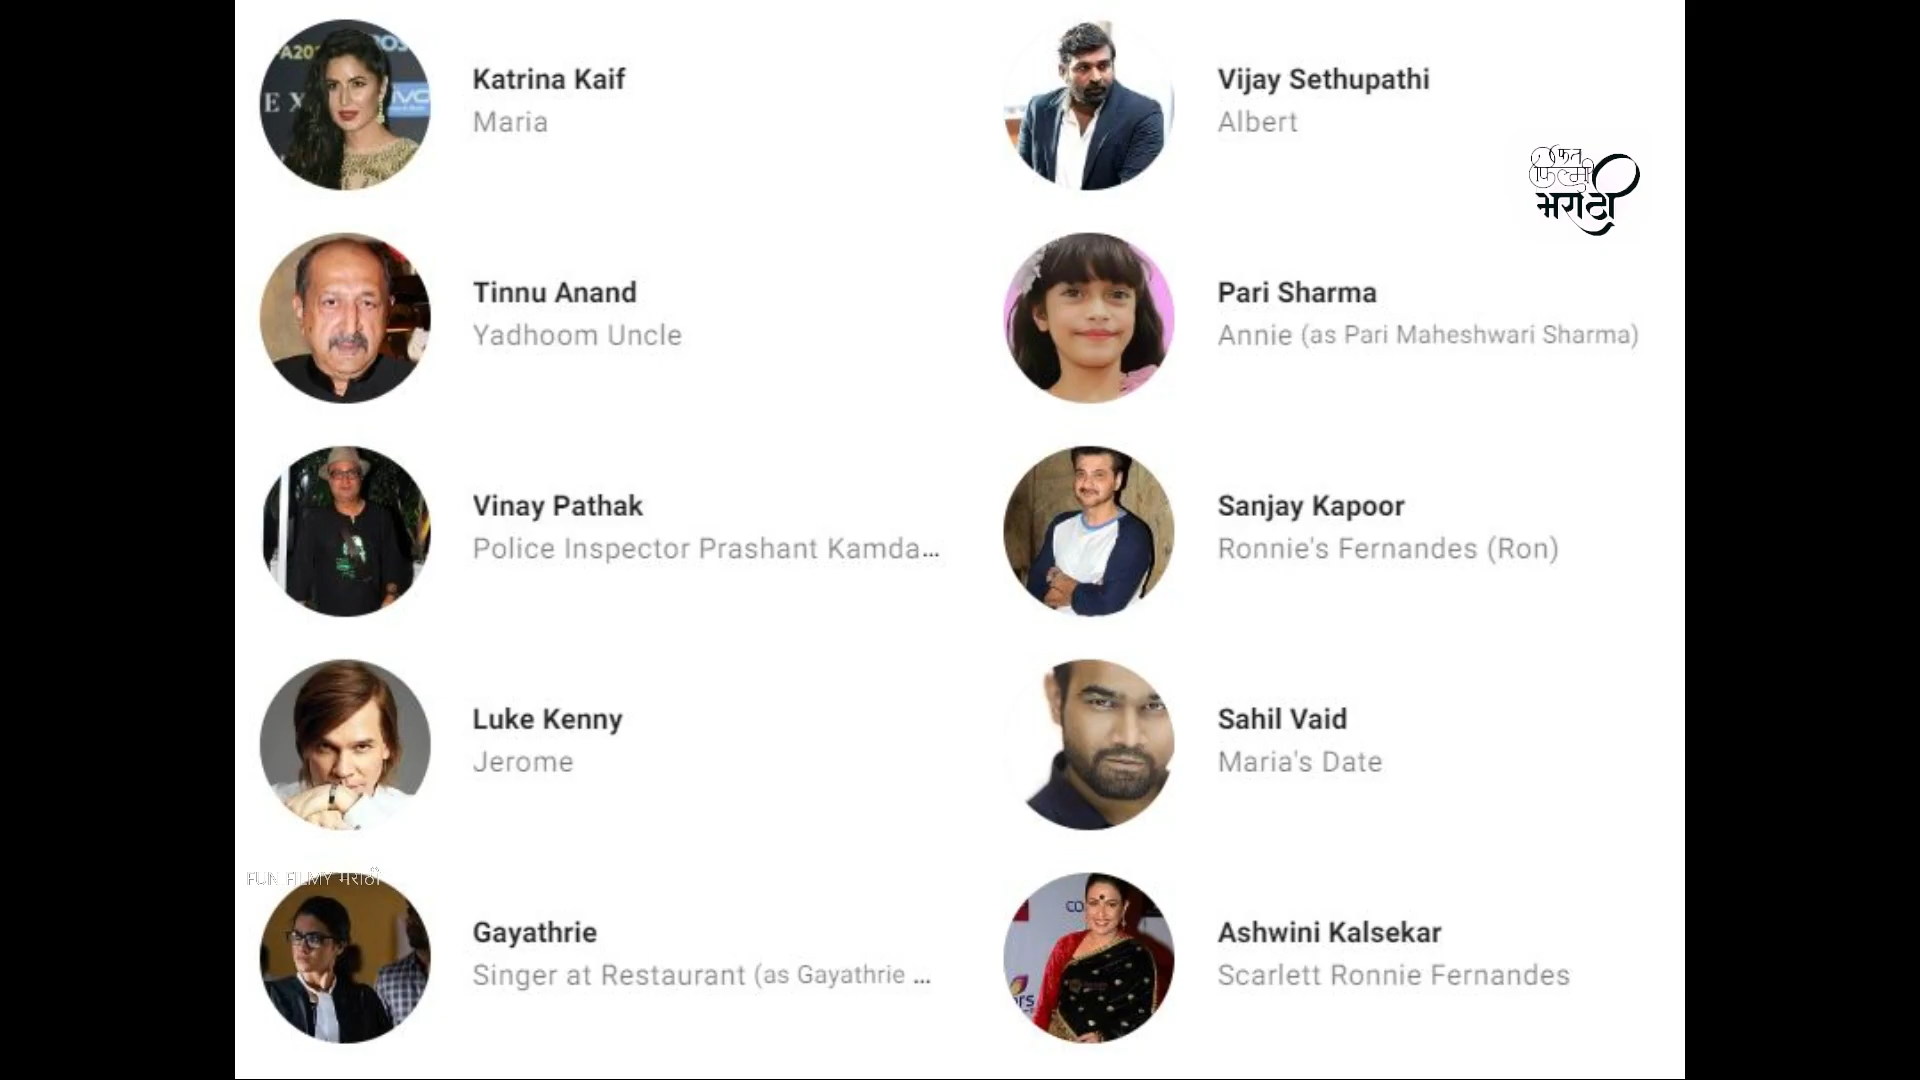 Katrina Kaif
Maria
Vijay Sethupathi
Albert
फिल्मी
मराठी
Tinnu Anand
Yadhoom Uncle
Pari Sharma
Annie (as Pari Maheshwari Sharma)
Vinay Pathak
Police Inspector Prashant Kamda...
Sanjay Kapoor
Ronnie's Fernandes (Ron)
Luke Kenny
Jerome
Sahil Vaid
Maria's Date
FUN FILMY मराठी
Gayathrie
Singer at Restaurant (as Gayathrie ...
Ashwini Kalsekar
Scarlett Ronnie Fernandes